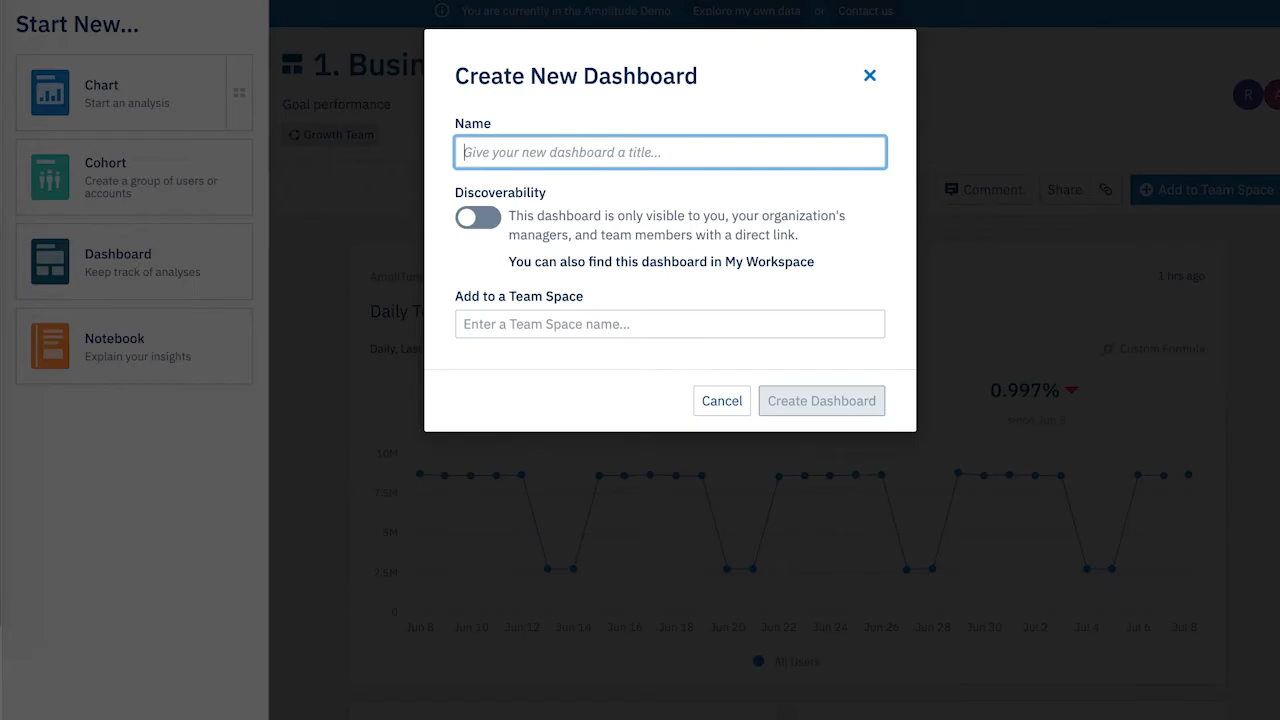 Start New...
Chart
Start an analysis
Cohort
Create a group of users or
accounts
Dashboard
Keep track of analyses
Notebook
Explain your insights
You are currently in the Amplitude Demo.
Explore my own data or Contact us
1. Busin
Goal performance
Growth Team
R
Comment
Share
Add to Team Space
Create New Dashboard
Name
Give your new dashboard a title...
Discoverability
This dashboard is only visible to you, your organization's
managers, and team members with a direct link.
You can also find this dashboard in My Workspace
Add to a Team Space
Enter a Team Space name...
Cancel
Create Dashboard
1 hrs ago
Daily
Daily,
Custom Formula
0.997%
since Jun 8
10M
7.5M
5M
2.5M
0
Jun 8 Jun 10 Jun 12 Jun 14 Jun 16 Jun 18 Jun 20 Jun 22 Jun 24 Jun 26 Jun 28 Jun 30 Jul 2 Jul 4 Jul 6 Jul 8
All Users